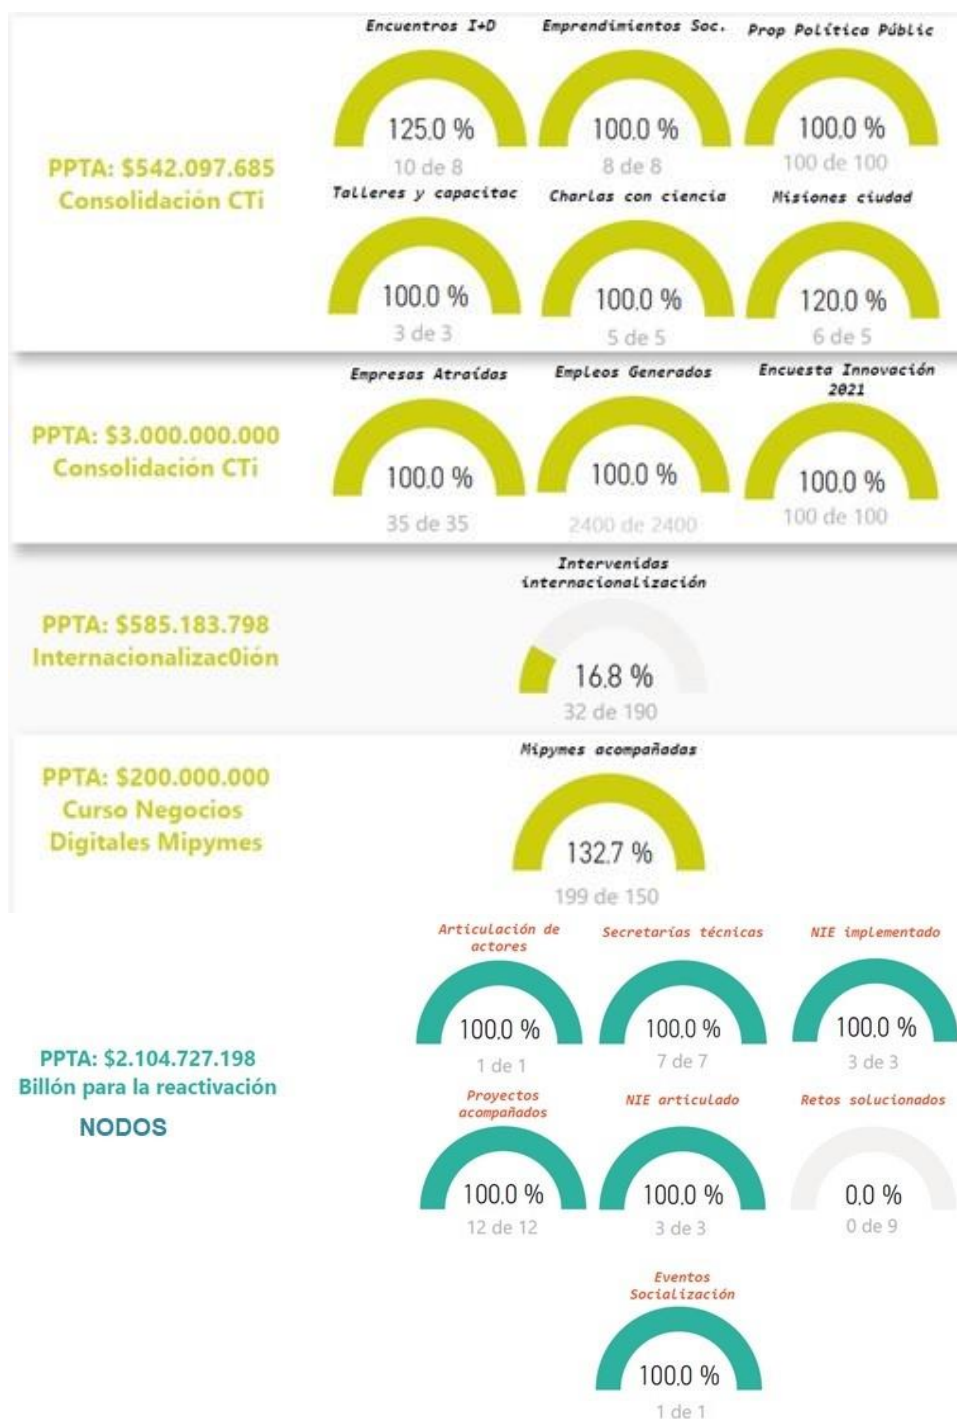 Encuentros I+D
Emprendimientos Soc.
Prop Política Públic
125.0 %
100.0 %
100.0 %
10 de 8
8 de 8
100 de 100
PPTA: $542.097.685
Consolidación CTi
Talleres y capacitac
Charlas con ciencia
Misiones ciudad
100.0 %
100.0 %
120.0 %
3 de 3
5 de 5
6 de 5
Empresas Atraídas
Empleos Generados
Encuesta Innovación
2021
PPTA: $3.000.000.000
Consolidación CTi
100.0 %
100.0 %
100.0 %
35 de 35
2400 de 2400
100 de 100
Intervenidas
internacionalización
PPTA: $585.183.798
Internacionalizac0ión
16.8 %
32 de 190
Mipymes acompañadas
PPTA: $200.000.000
Curso Negocios
Digitales Mipymes
132.7 %
199 de 150
Articulación de
actores
Secretarías técnicas
NIE implementado
100.0 %
100.0 %
100.0 %
1 de 1
7 de 7
3 de 3
PPTA: $2.104.727.198
Billón para la reactivación
NODOS
Proyectos
acompañados
NIE articulado
Retos solucionados
100.0 %
100.0 %
0.0 %
12 de 12
3 de 3
0 de 9
Eventos
Socialización
100.0 %
1 de 1